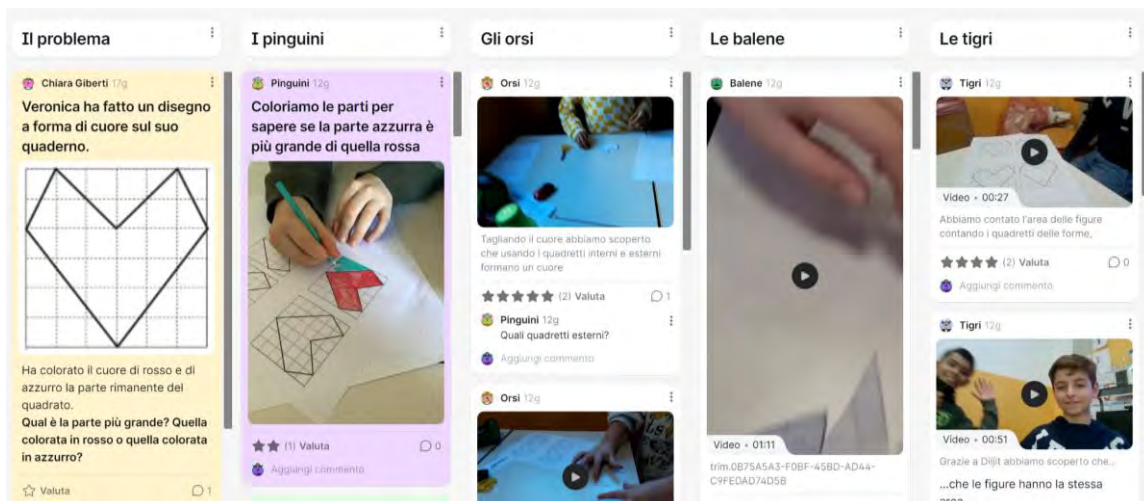 Il problema
Chiara Giberti 17g
Veronica ha fatto un disegno
a forma di cuore sul suo
quaderno.
Ha colorato il cuore di rosso e di
azzurro la parte rimanente del
quadrato.
Qual è la parte più grande? Quella
colorata in rosso o quella colorata
in azzurro?
Valuta
1
I pinguini
Pinguini 12g
Coloriamo le parti per
sapere se la parte azzurra è
più grande di quella rossa
(1) Valuta
0
Aggiungi commento
Gli orsi
Orsi 12g
Tagliando il cuore abbiamo scoperto
che usando i quadretti interni e esterni
formano un cuore
(2) Valuta
1
Pinguini 12g
Quali quadretti esterni?
Aggiungi commento
Orsi 12g
Le balene
Balene 12g
Video • 01:11
trim.0B75A5A3-F0BF-45BD-AD44-
C9FEDAD74D5B
Le tigri
Tigri 12g
Video • 00:27
Abbiamo contato l'area delle figure
contando i quadretti delle forme,
(2) Valuta
0
Aggiungi commento
Tigri 12g
Video • 00:51
Grazie a Diijit abbiamo scoperto che...
...che le figure hanno la stessa